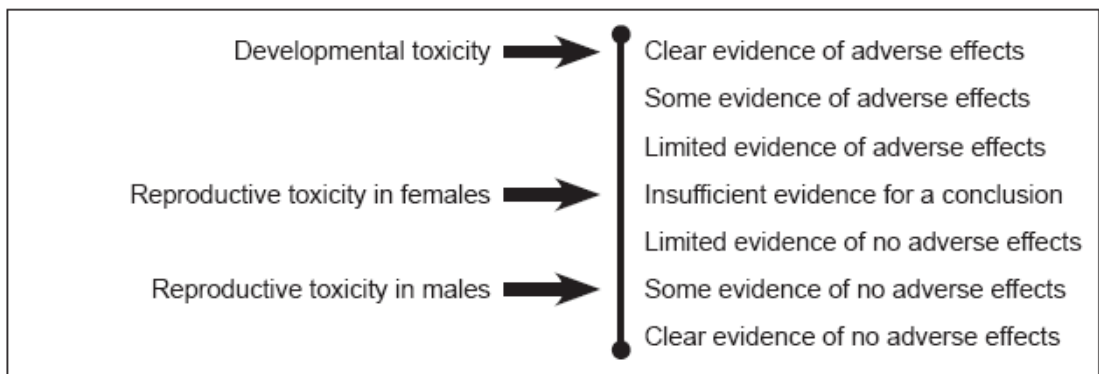 Developmental toxicity Clear evidence of adverse effects
Some evidence of adverse effects
Limited evidence of adverse effects
Reproductive toxicity in females Insufficient evidence for a conclusion
Limited evidence of no adverse effects
Reproductive toxicity in males Some evidence of no adverse effects
Clear evidence of no adverse effects